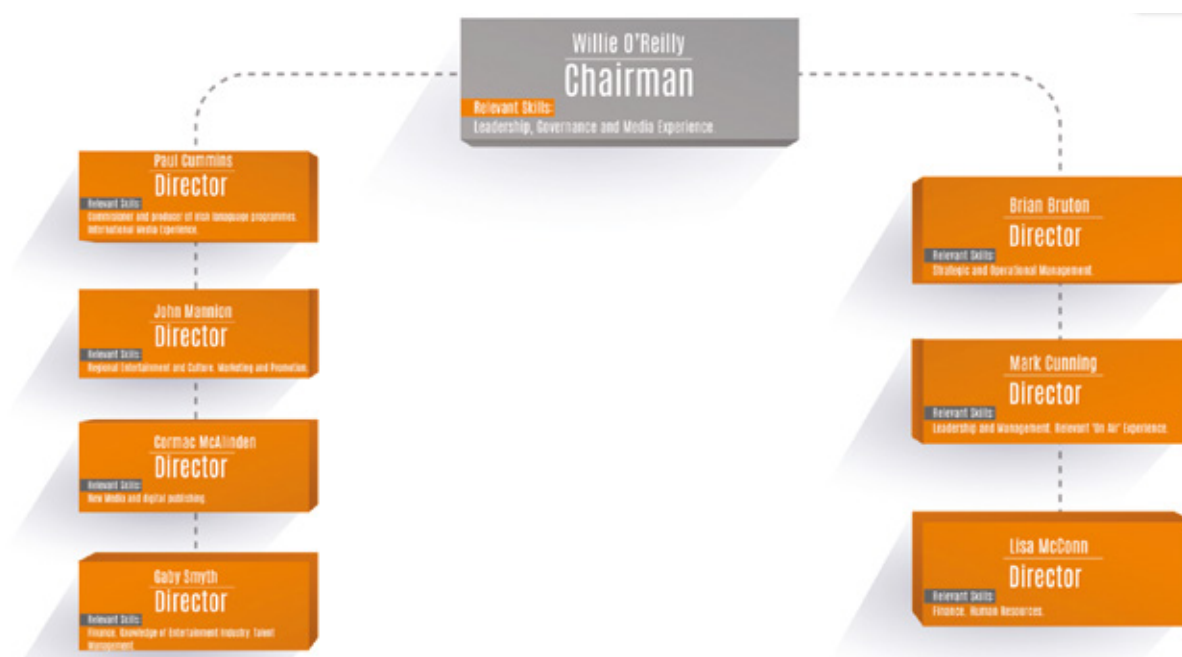 Willie O'Reilly
Chairman
Relevant Skills:
Leadership, Governance and Media Experience.
Paul Cummins
Director
Relevant Skills:
Commisioner and producer of Irish programmes.
International Media Experience.
John Mannion
Director
Relevant Skills:
Regional Entertainment and Culture. Marketing and Promotion.
Cormac McAlinden
Director
Relevant Skills:
New Media and digital publishing
Gaby Smyth
Director
Relevant Skills:
Finance, Knowledge of Entertainment Industry. Talent
Management.
Brian Bruton
Director
Relevant Skills:
Strategic and Operational Management.
Mark Cunning
Director
Relevant Skills:
Leadership and Management. Relevant 'On Air' Experience.
Lisa McConn
Director
Relevant Skills:
Finance. Human Resources.